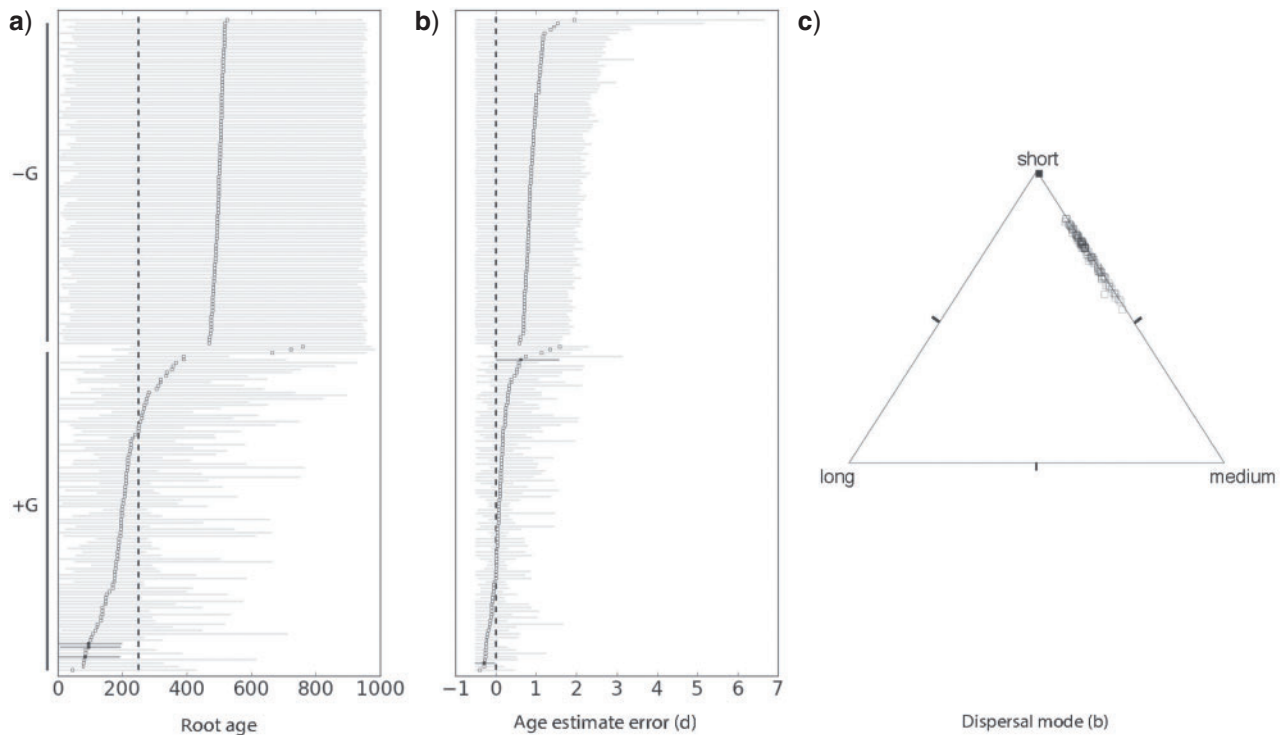 a)
b)
c)
−G
+G
0 200 400 600 800 1000
Root age
−1 0 1 2 3 4 5 6 7
Age estimate error (d)
short
long
medium
Dispersal mode (b)